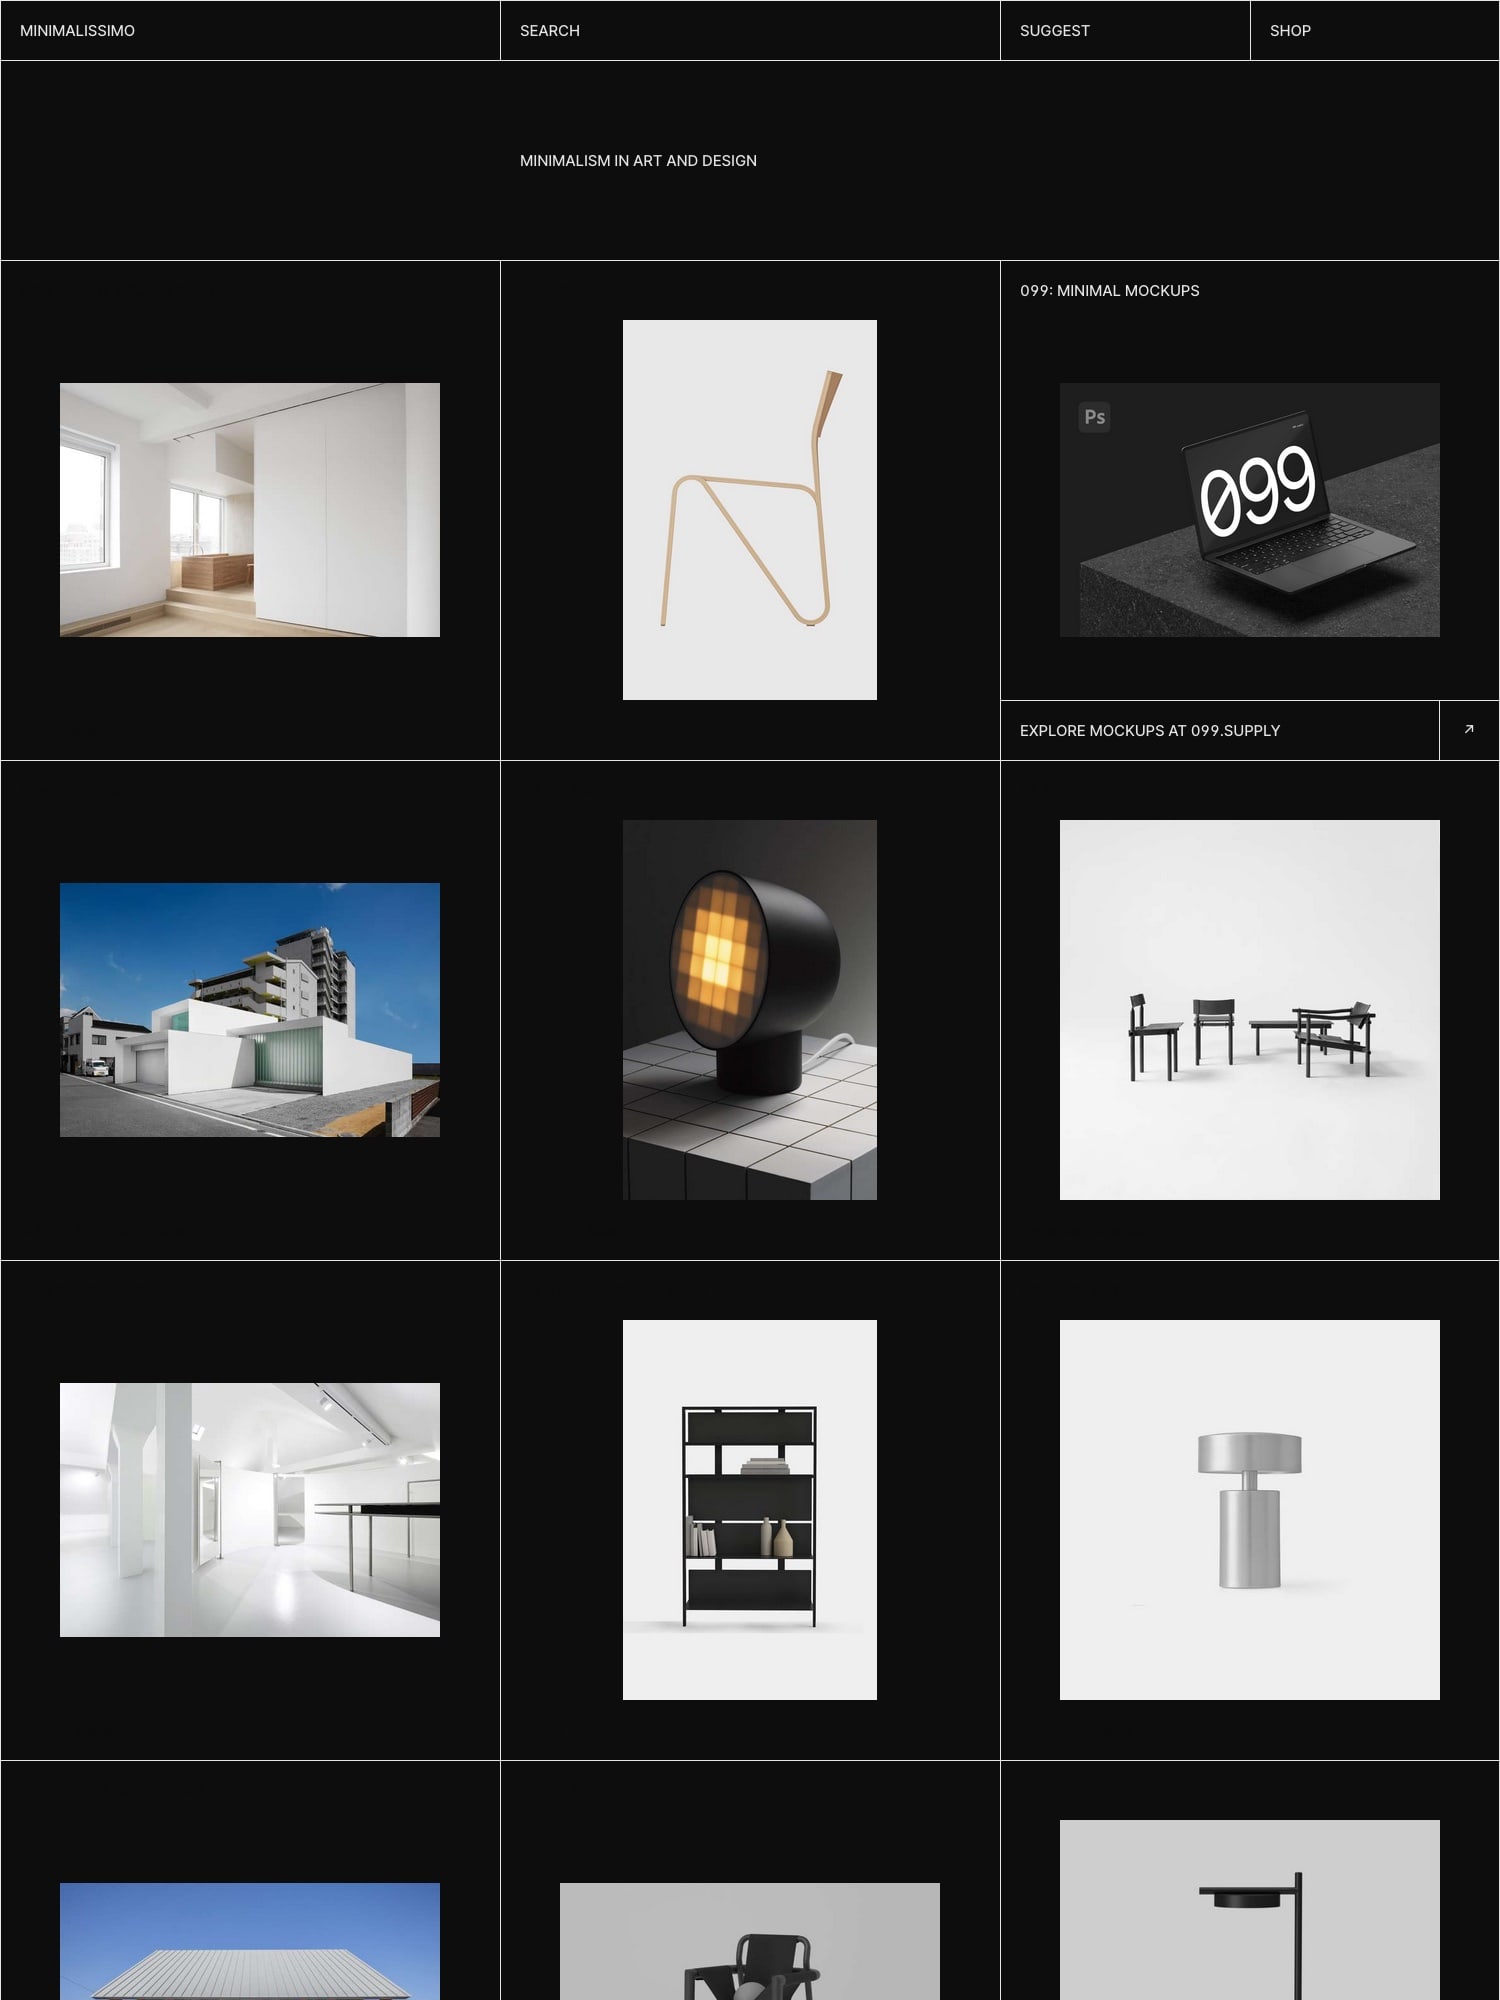 MINIMALISSIMO
SEARCH
SUGGEST
SHOP
MINIMALISM IN ART AND DESIGN
099: MINIMAL MOCKUPS
Ps
099
EXPLORE MOCKUPS AT 099.SUPPLY